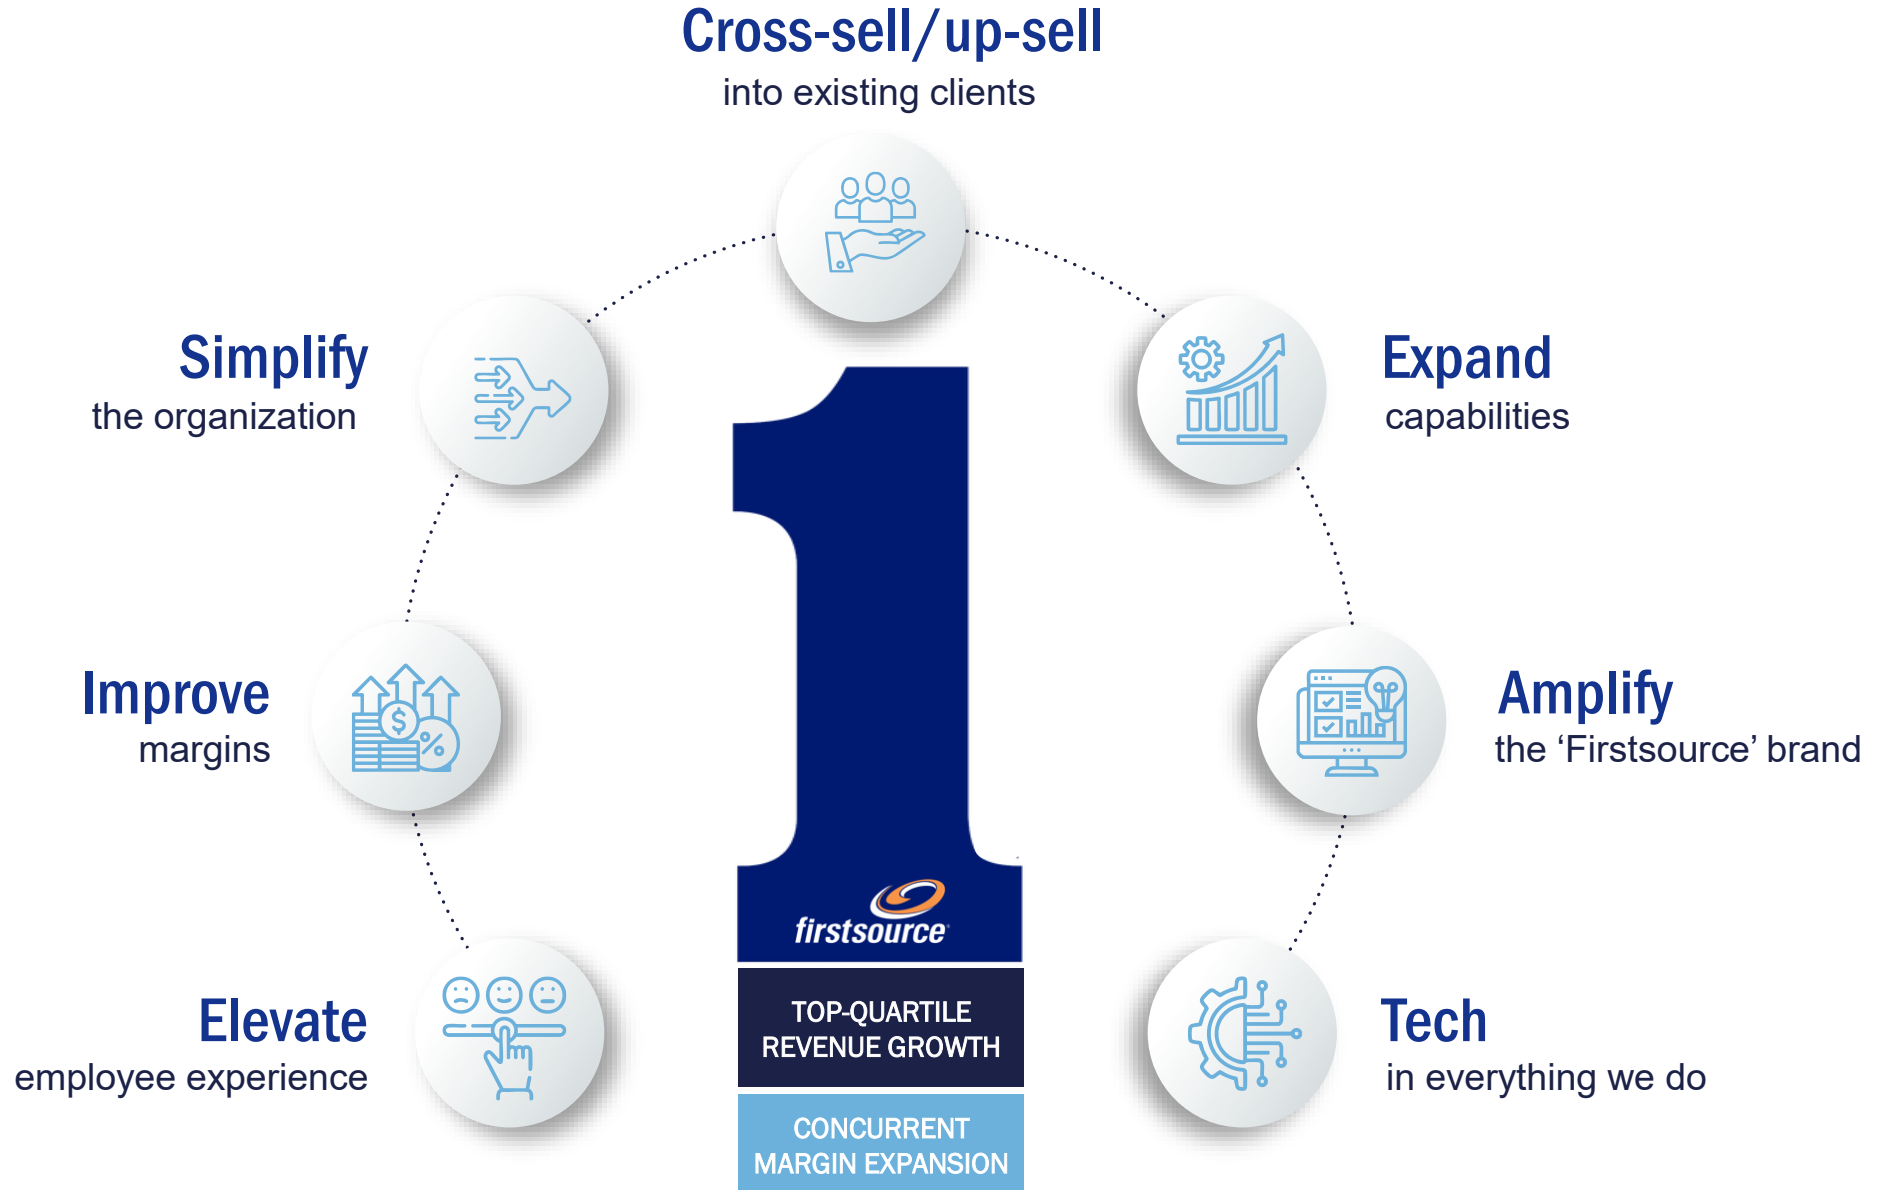 Cross-sell/up-sell
into existing clients
Simplify
the organization
Expand
capabilities
Improve
margins
Amplify
the ‘Firstsource’ brand
Elevate
employee experience
Tech
in everything we do
firstsource
TOP-QUARTILE
REVENUE GROWTH
CONCURRENT
MARGIN EXPANSION